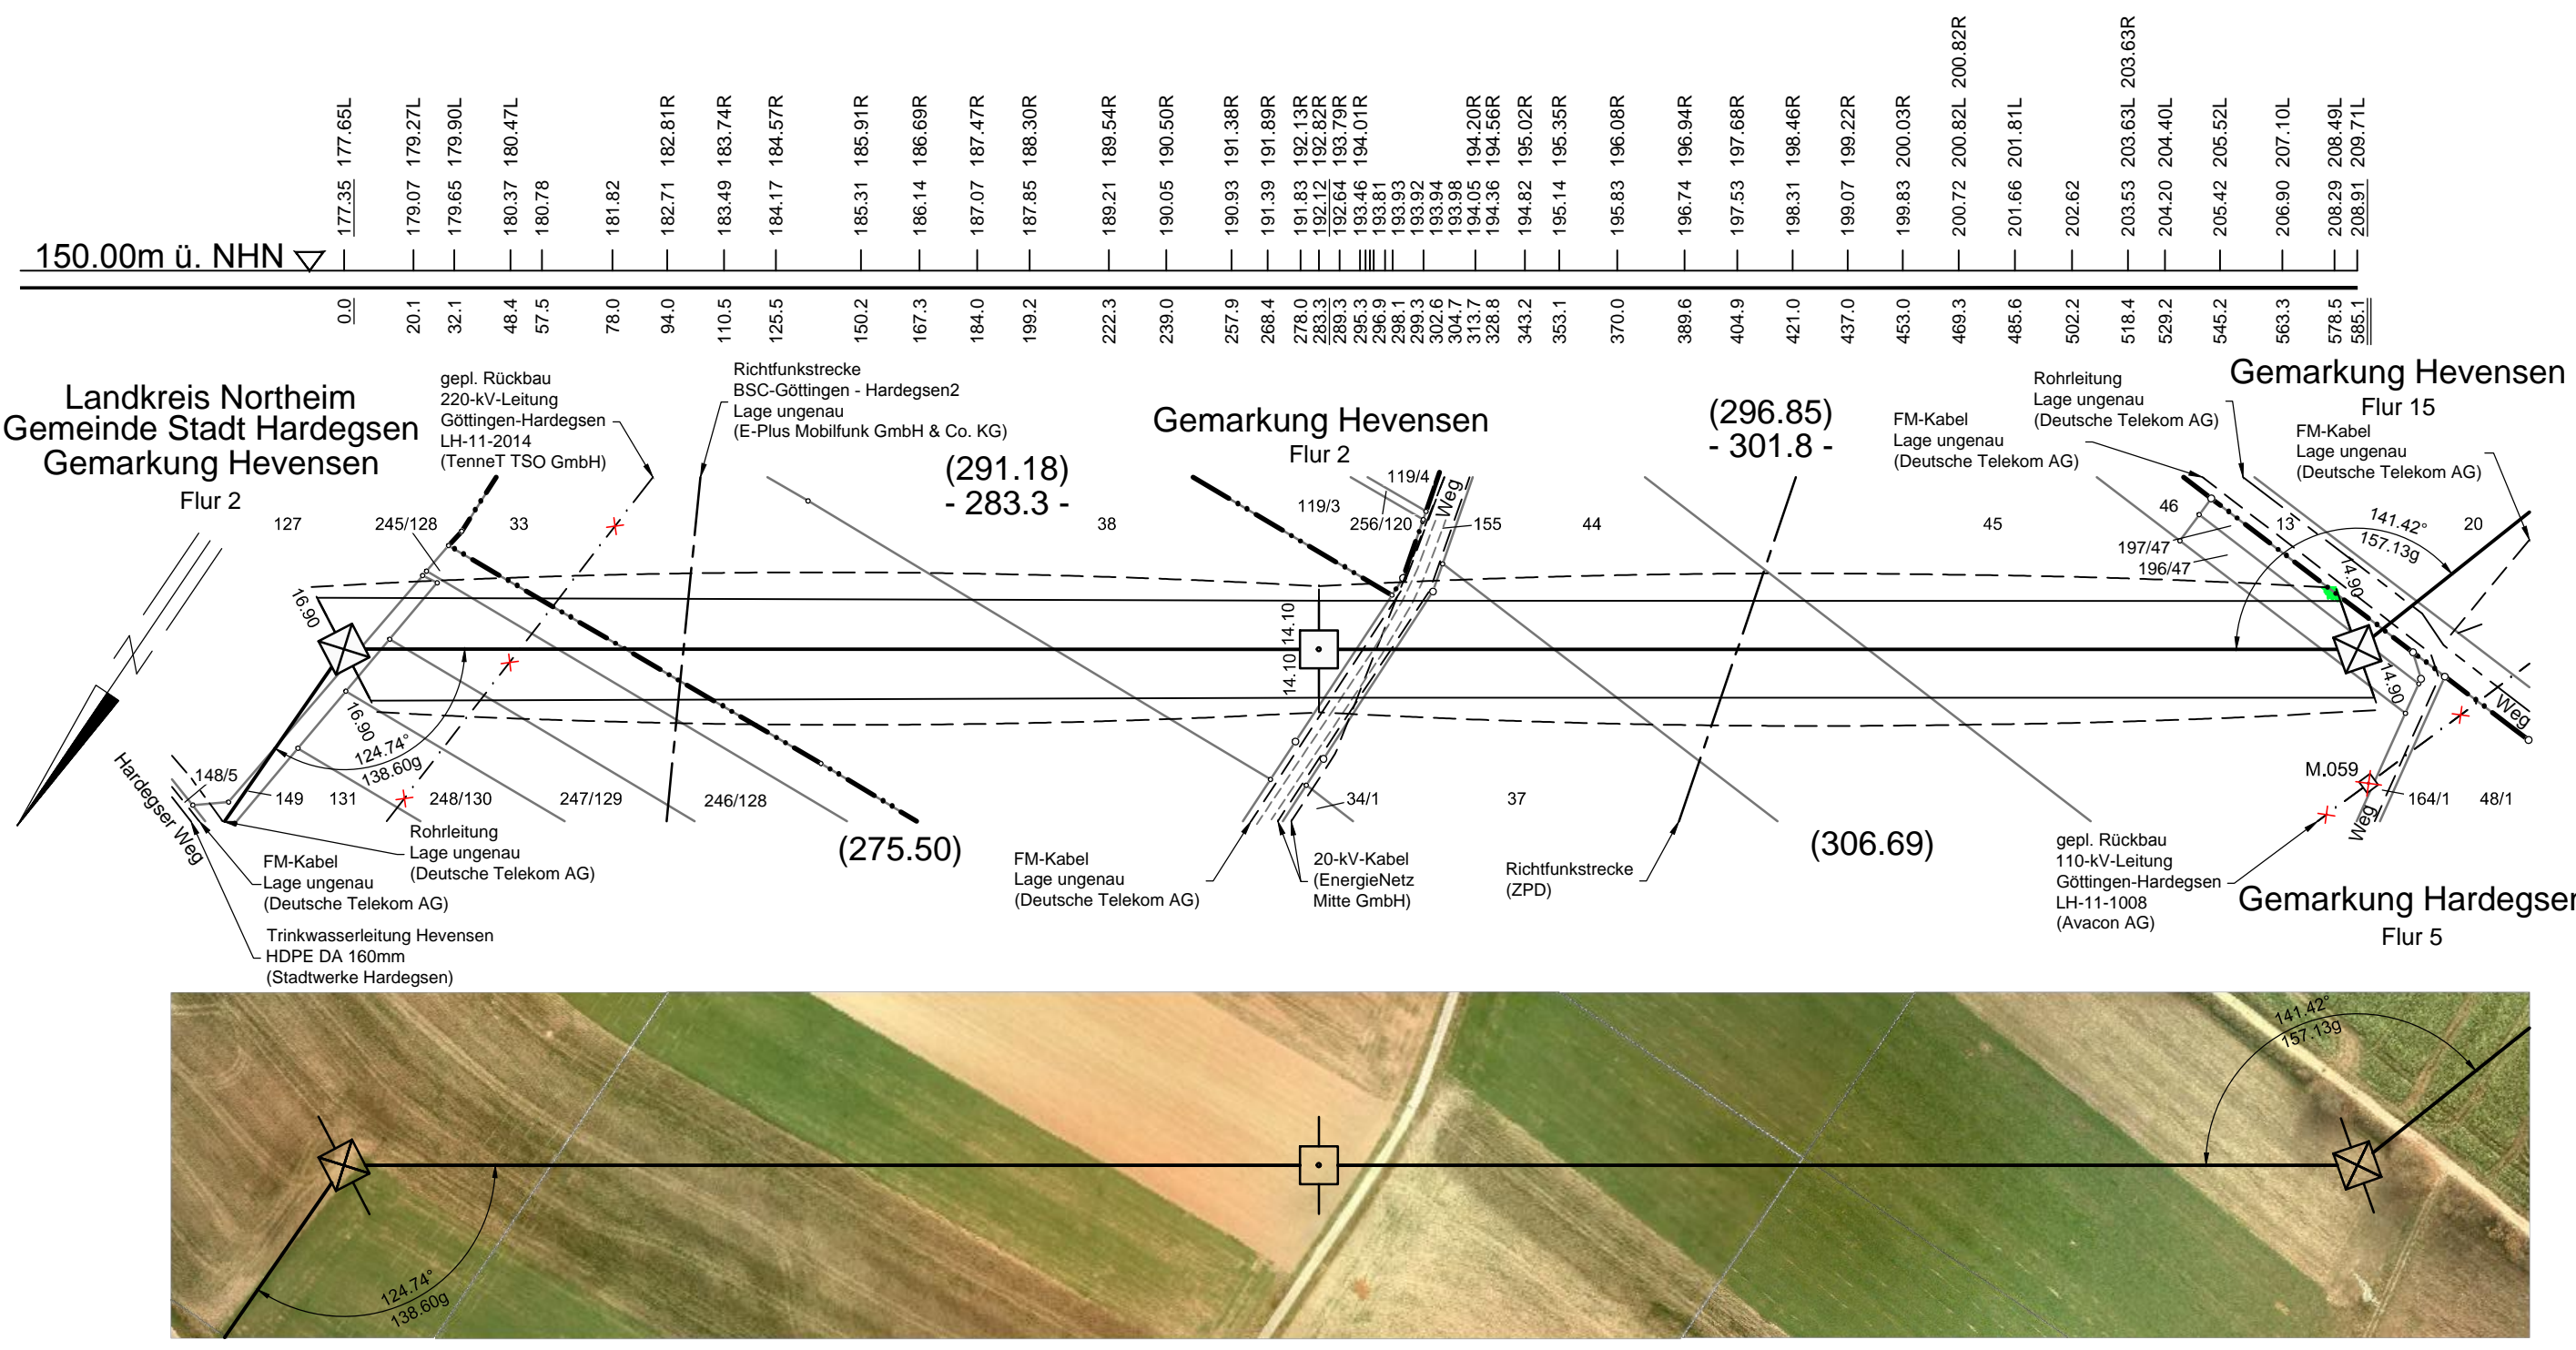 177.65L 179.27L 179.90L 180.47L 182.81R 183.74R 184.57R 185.91R 186.69R 187.47R 188.30R 189.54R 190.50R 191.38R 191.89R 192.13R 192.82R 193.79R 194.01R 194.20R 194.56R 195.02R 195.35R 196.08R 196.94R 197.68R 198.46R 199.22R 200.03R 200.82L 200.82R 201.81L 203.63L 203.63R 204.40L 205.52L 207.10L 208.49L 209.71L
177.35 179.07 179.65 180.37 180.78 181.82 182.71 183.49 184.17 185.31 186.14 187.07 187.85 189.21 190.05 190.93 191.39 191.83 192.12 192.64 193.46 193.81 193.93 193.92 193.94 193.98 194.05 194.36 194.82 195.14 195.83 196.74 197.53 198.31 199.07 199.83 200.72 201.66 202.62 203.53 204.20 205.42 206.90 208.29 208.91
150.00m ü. NHN
0.0 20.1 32.1 48.4 57.5 78.0 94.0 110.5 125.5 150.2 167.3 184.0 199.2 222.3 239.0 257.9 268.4 278.0 283.3 289.3 295.3 296.9 298.1 299.3 302.6 304.7 313.7 328.8 343.2 353.1 370.0 389.6 404.9 421.0 437.0 453.0 469.3 485.6 502.2 518.4 529.2 545.2 563.3 578.5 585.1
Landkreis Northeim
Gemeinde Stadt Hardegsen
Gemarkung Hevensen
Flur 2
gepl. Rückbau
220-kV-Leitung
Göttingen-Hardegsen
LH-11-2014
(TenneT TSO GmbH)
Richtfunkstrecke
BSC-Göttingen - Hardegsen2
Lage ungenau
(E-Plus Mobilfunk GmbH & Co. KG)
(291.18)
- 283.3 -
Gemarkung Hevensen
Flur 2
(296.85)
- 301.8 -
FM-Kabel
Lage ungenau
(Deutsche Telekom AG)
Rohrleitung
Lage ungenau
(Deutsche Telekom AG)
Gemarkung Hevensen
Flur 15
FM-Kabel
Lage ungenau
(Deutsche Telekom AG)
127
245/128
33
38
119/3
119/4
256/120
Weg
155
44
45
46
197/47
196/47
13
20
141.42°
157.13g
14.90
14.90
16.90
16.90
14.10 14.10
124.74°
138.60g
148/5
149
131
248/130
247/129
246/128
34/1
37
M.059
164/1
48/1
Weg
Weg
Hardegser Weg
(275.50)
(306.69)
Rohrleitung
Lage ungenau
(Deutsche Telekom AG)
FM-Kabel
Lage ungenau
(Deutsche Telekom AG)
Trinkwasserleitung Hevensen
HDPE DA 160mm
(Stadtwerke Hardegsen)
FM-Kabel
Lage ungenau
(Deutsche Telekom AG)
20-kV-Kabel
(EnergieNetz
Mitte GmbH)
Richtfunkstrecke
(ZPD)
gepl. Rückbau
110-kV-Leitung
Göttingen-Hardegsen
LH-11-1008
(Avacon AG)
Gemarkung Hardegsen
Flur 5
124.74°
138.60g
141.42°
157.13g